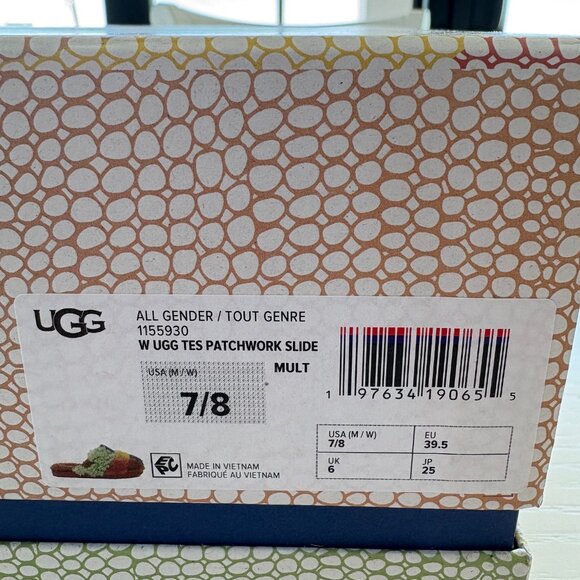 UGG
ALL GENDER / TOUT GENRE
1155930
W UGG TES PATCHWORK SLIDE
MULT
USA (M / W)
7/8
1 97634 19065 5
USA (M / W)
7/8
EU
39.5
UK
6
JP
25
MADE IN VIETNAM
FABRIQUÉ AU VIETNAM